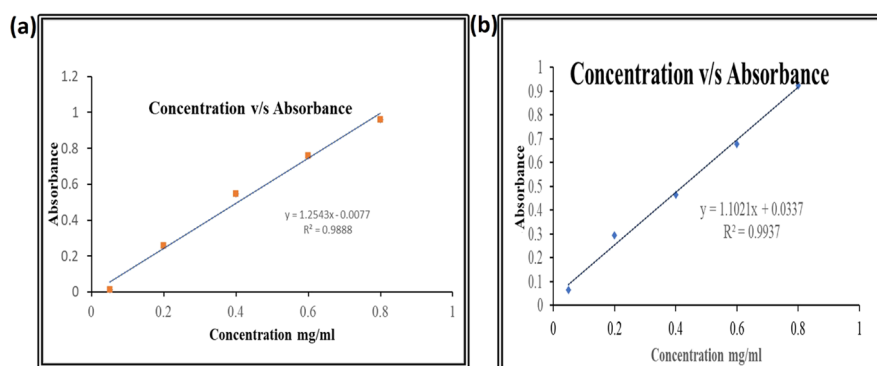 (a)
Concentration v/s Absorbance
1.2
1
0.8
0.6
0.4
0.2
0
Absorbance
y = 1.2543x - 0.0077
R² = 0.9888
0 0.2 0.4 0.6 0.8 1
Concentration mg/ml
(b)
Concentration v/s Absorbance
1
0.9
0.8
0.7
0.6
0.5
0.4
0.3
0.2
0.1
0
Absorbance
y = 1.1021x + 0.0337
R² = 0.9937
0 0.2 0.4 0.6 0.8 1
Concentration mg/ml